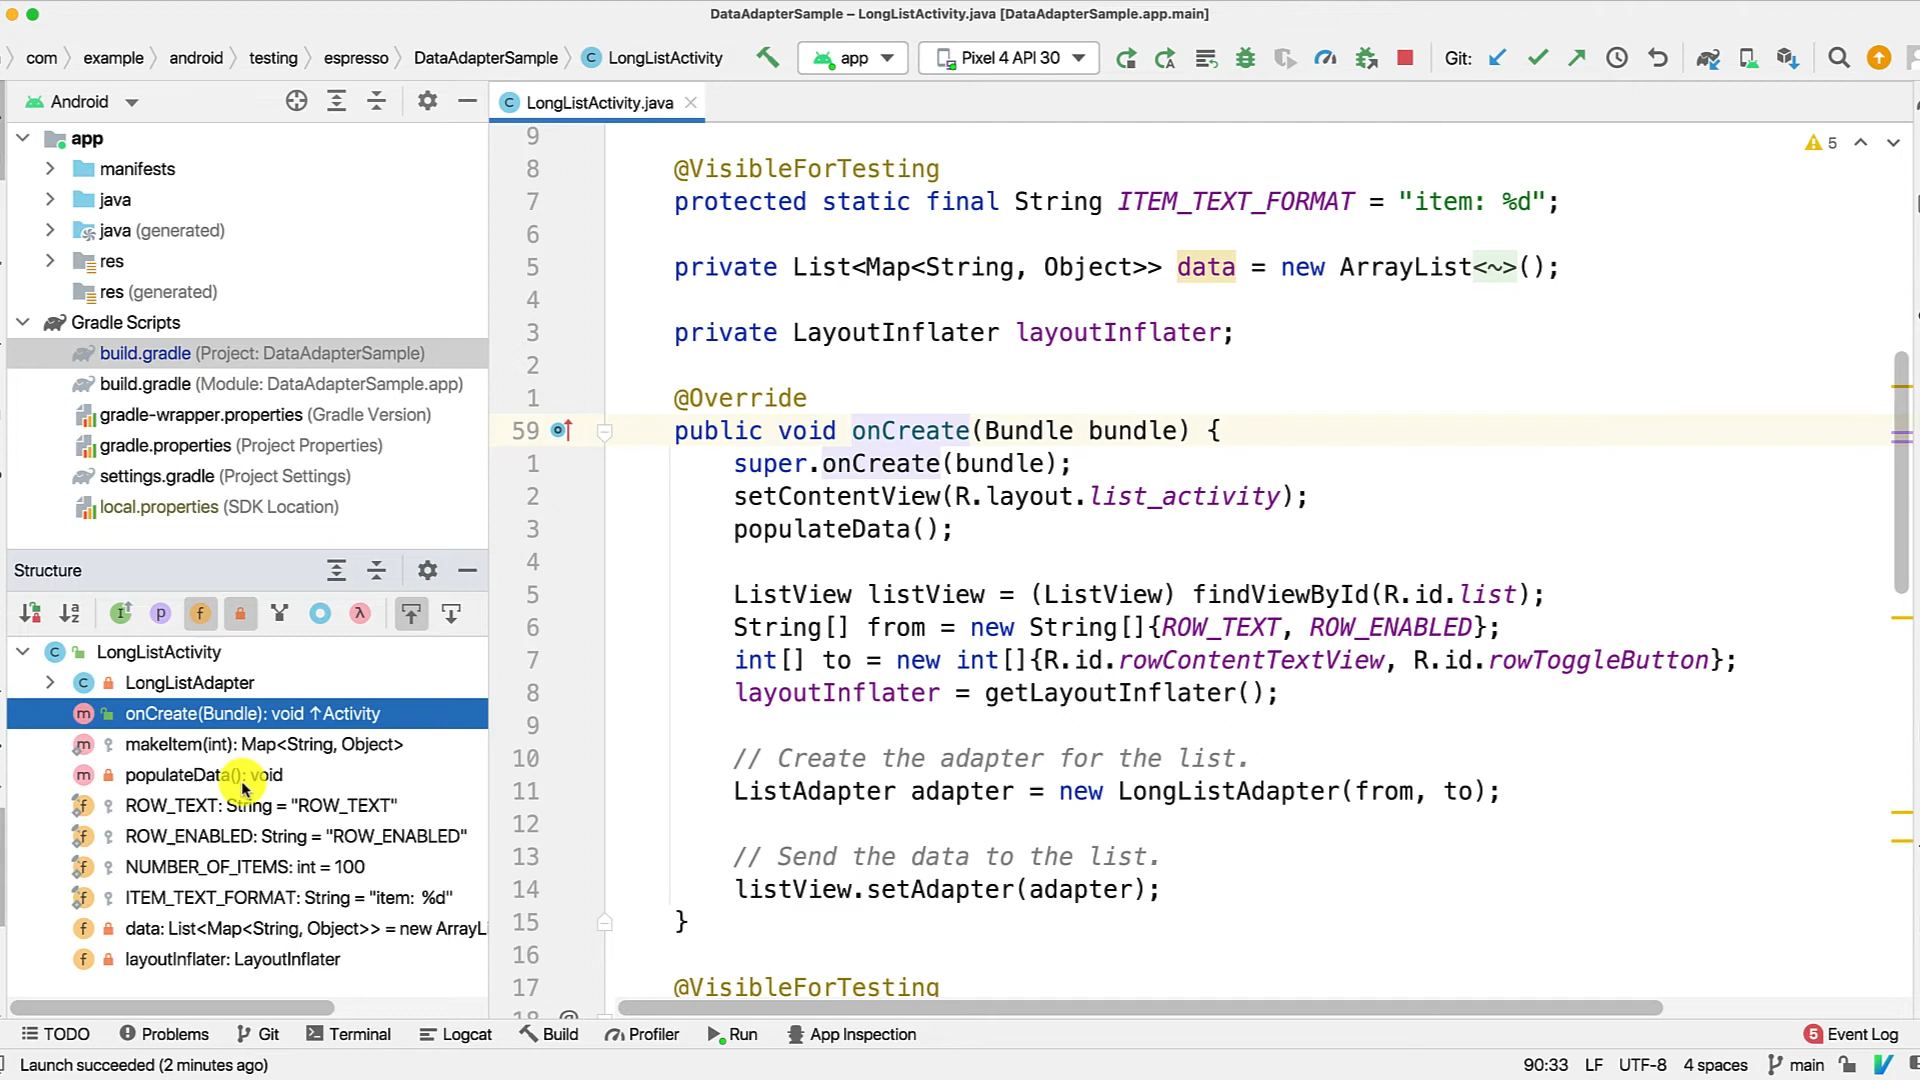 DataAdapterSample – LongListActivity.java [DataAdapterSample.app.main]
com example android testing espresso DataAdapterSample LongListActivity app Pixel 4 API 30 Git:
Android
LongListActivity.java
app
manifests
java
java (generated)
res
res (generated)
Gradle Scripts
build.gradle (Project: DataAdapterSample)
build.gradle (Module: DataAdapterSample.app)
gradle-wrapper.properties (Gradle Version)
gradle.properties (Project Properties)
settings.gradle (Project Settings)
local.properties (SDK Location)
Structure
LongListActivity
LongListAdapter
onCreate(Bundle): void ↑Activity
makeItem(int): Map<String, Object>
populateData(): void
ROW_TEXT: String = "ROW_TEXT"
ROW_ENABLED: String = "ROW_ENABLED"
NUMBER_OF_ITEMS: int = 100
ITEM_TEXT_FORMAT: String = "item: %d"
data: List<Map<String, Object>> = new ArrayLi
layoutInflater: LayoutInflater
5
9
8 @VisibleForTesting
7 protected static final String ITEM_TEXT_FORMAT = "item: %d";
6
5 private List<Map<String, Object>> data = new ArrayList<~>();
4
3 private LayoutInflater layoutInflater;
2
1 @Override
59 public void onCreate(Bundle bundle) {
1 super.onCreate(bundle);
2 setContentView(R.layout.list_activity);
3 populateData();
4
5 ListView listView = (ListView) findViewById(R.id.list);
6 String[] from = new String[]{ROW_TEXT, ROW_ENABLED};
7 int[] to = new int[]{R.id.rowContentTextView, R.id.rowToggleButton};
8 layoutInflater = getLayoutInflater();
9
10 // Create the adapter for the list.
11 ListAdapter adapter = new LongListAdapter(from, to);
12
13 // Send the data to the list.
14 listView.setAdapter(adapter);
15 }
16
17 @VisibleForTesting
18
TODO Problems Git Terminal Logcat Build Profiler Run App Inspection 5 Event Log
Launch succeeded (2 minutes ago) 90:33 LF UTF-8 4 spaces main